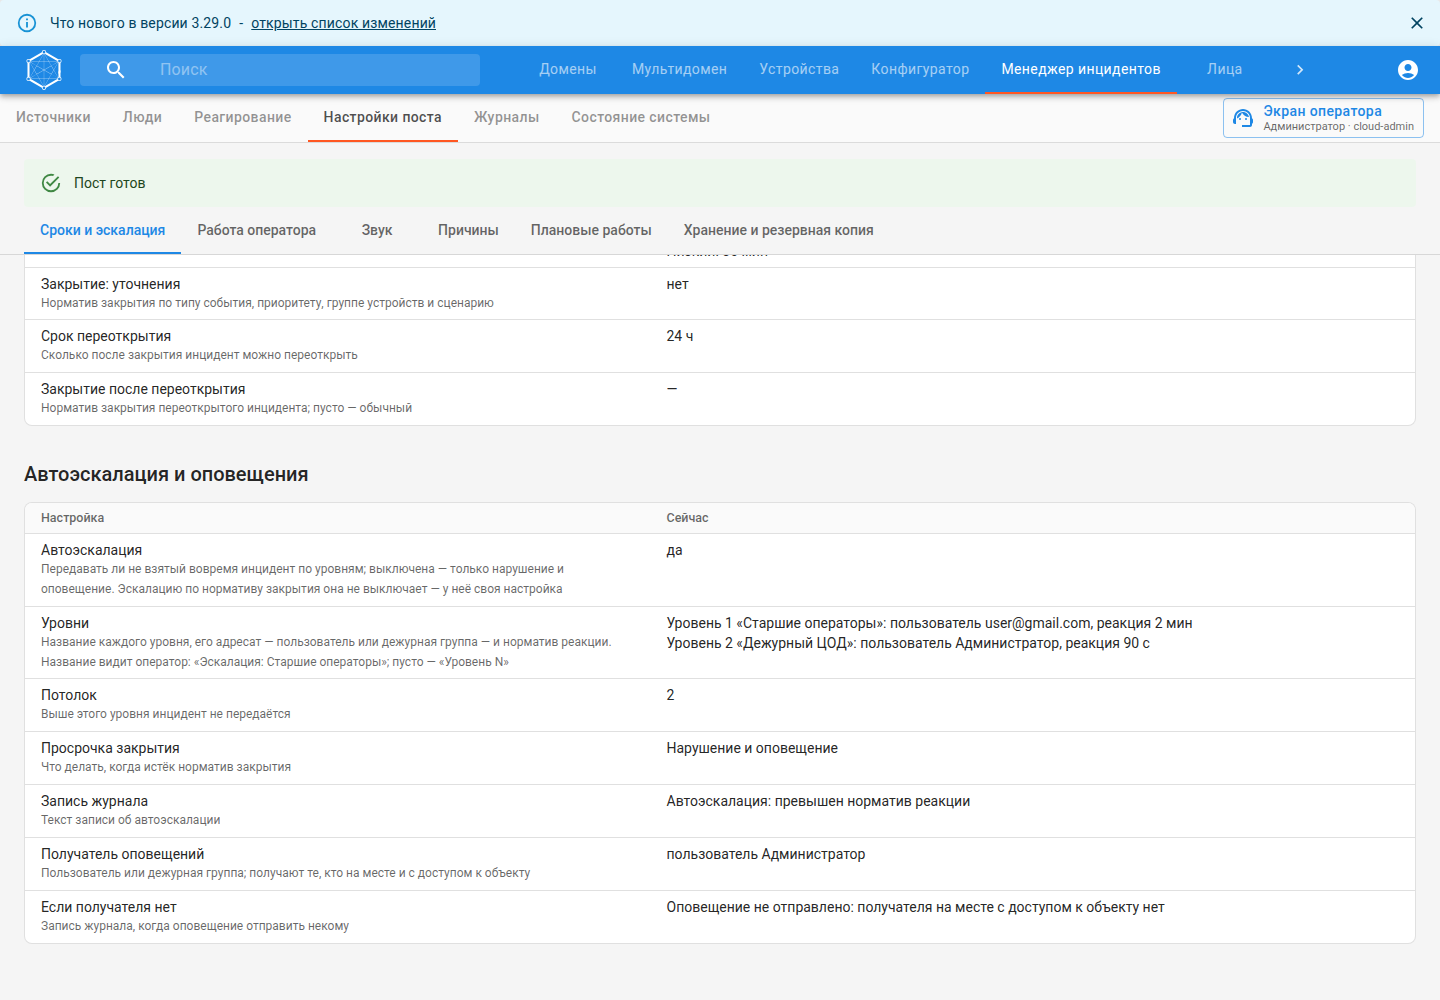 Что нового в версии 3.29.0 - открыть список изменений
Поиск
Домены
Мультидомен
Устройства
Конфигуратор
Менеджер инцидентов
Лица
Источники
Люди
Реагирование
Настройки поста
Журналы
Состояние системы
Экран оператора
Администратор · cloud-admin
Пост готов
Сроки и эскалация
Работа оператора
Звук
Причины
Плановые работы
Хранение и резервная копия
Закрытие: уточнения
нет
Норматив закрытия по типу события, приоритету, группе устройств и сценарию
Срок переоткрытия
24 ч
Сколько после закрытия инцидент можно переоткрыть
Закрытие после переоткрытия
—
Норматив закрытия переоткрытого инцидента; пусто — обычный
Автоэскалация и оповещения
Настройка
Сейчас
Автоэскалация
да
Передавать ли не взятый вовремя инцидент по уровням; выключена — только нарушение и
оповещение. Эскалацию по нормативу закрытия она не выключает — у неё своя настройка
Уровни
Название каждого уровня, его адресат — пользователь или дежурная группа — и норматив реакции.
Название видит оператор: «Эскалация: Старшие операторы»; пусто — «Уровень N»
Уровень 1 «Старшие операторы»: пользователь user@gmail.com, реакция 2 мин
Уровень 2 «Дежурный ЦОД»: пользователь Администратор, реакция 90 с
Потолок
2
Выше этого уровня инцидент не передаётся
Просрочка закрытия
Нарушение и оповещение
Что делать, когда истёк норматив закрытия
Запись журнала
Автоэскалация: превышен норматив реакции
Текст записи об автоэскалации
Получатель оповещений
пользователь Администратор
Пользователь или дежурная группа; получают те, кто на месте и с доступом к объекту
Если получателя нет
Оповещение не отправлено: получателя на месте с доступом к объекту нет
Запись журнала, когда оповещение отправить некому